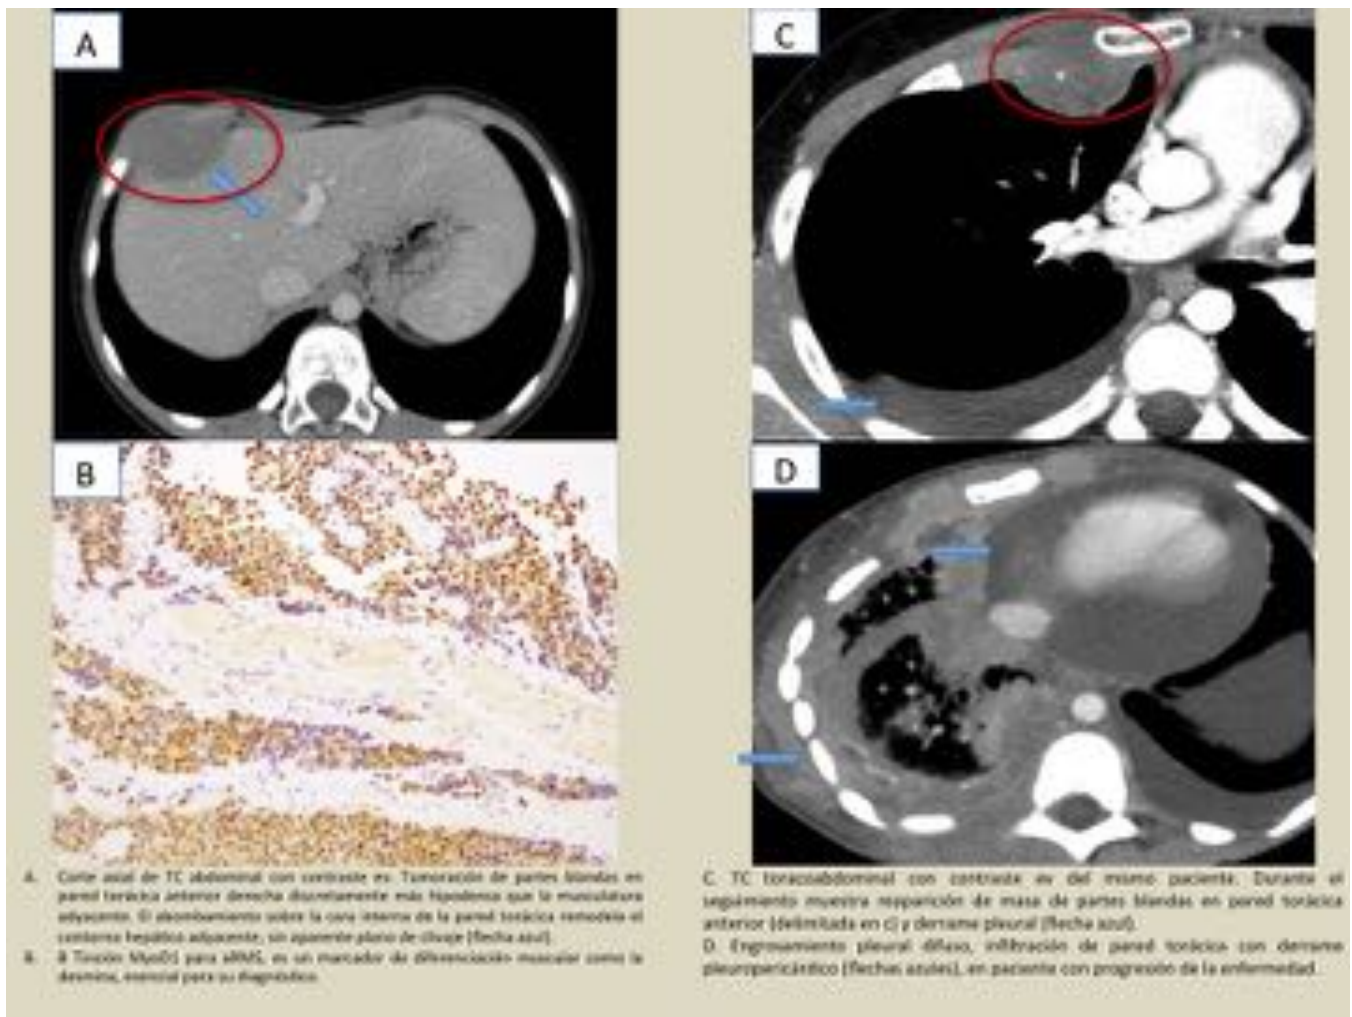 A
B
C
D
A. Corte axial de TC abdominal con contraste ev. Tumoración de partes blandas en
pared torácica anterior derecha discretamente más hipodensa que la musculatura
adyacente. El abombamiento sobre la cara interna de la pared torácica remodela el
contorno hepático adyacente, sin aparente plano de clivaje (flecha azul).
B. B Tinción MyoD1 para aRMS, es un marcador de diferenciación muscular como la
desmina, esencial para su diagnóstico.
C. TC toracoabdominal con contraste ev del mismo paciente. Durante el
seguimiento muestra reaparición de masa de partes blandas en pared torácica
anterior (delimitada en c) y derrame pleural (flecha azul).
D. Engrosamiento pleural difuso, infiltración de pared torácica con derrame
pleuropericárdico (flechas azules), en paciente con progresión de la enfermedad.